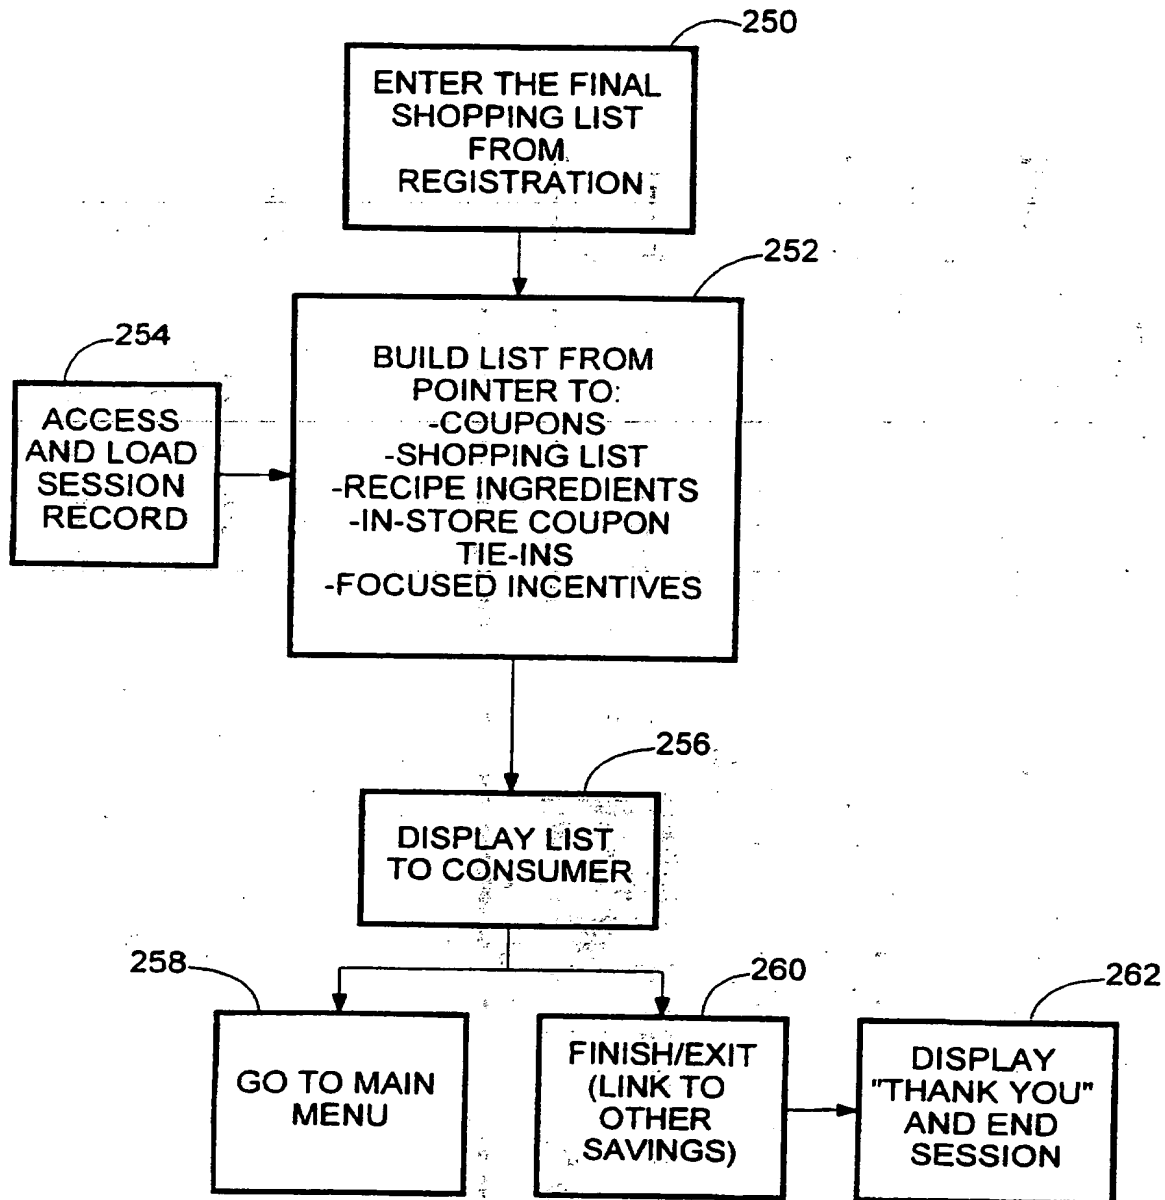 250
ENTER THE FINAL
SHOPPING LIST
FROM
REGISTRATION
252
254
BUILD LIST FROM
POINTER TO:
-COUPONS
-SHOPPING LIST
-RECIPE INGREDIENTS
-IN-STORE COUPON
TIE-INS
-FOCUSED INCENTIVES
ACCESS
AND LOAD
SESSION
RECORD
256
DISPLAY LIST
TO CONSUMER
258
GO TO MAIN
MENU
260
FINISH/EXIT
(LINK TO
OTHER
SAVINGS)
262
DISPLAY
"THANK YOU"
AND END
SESSION